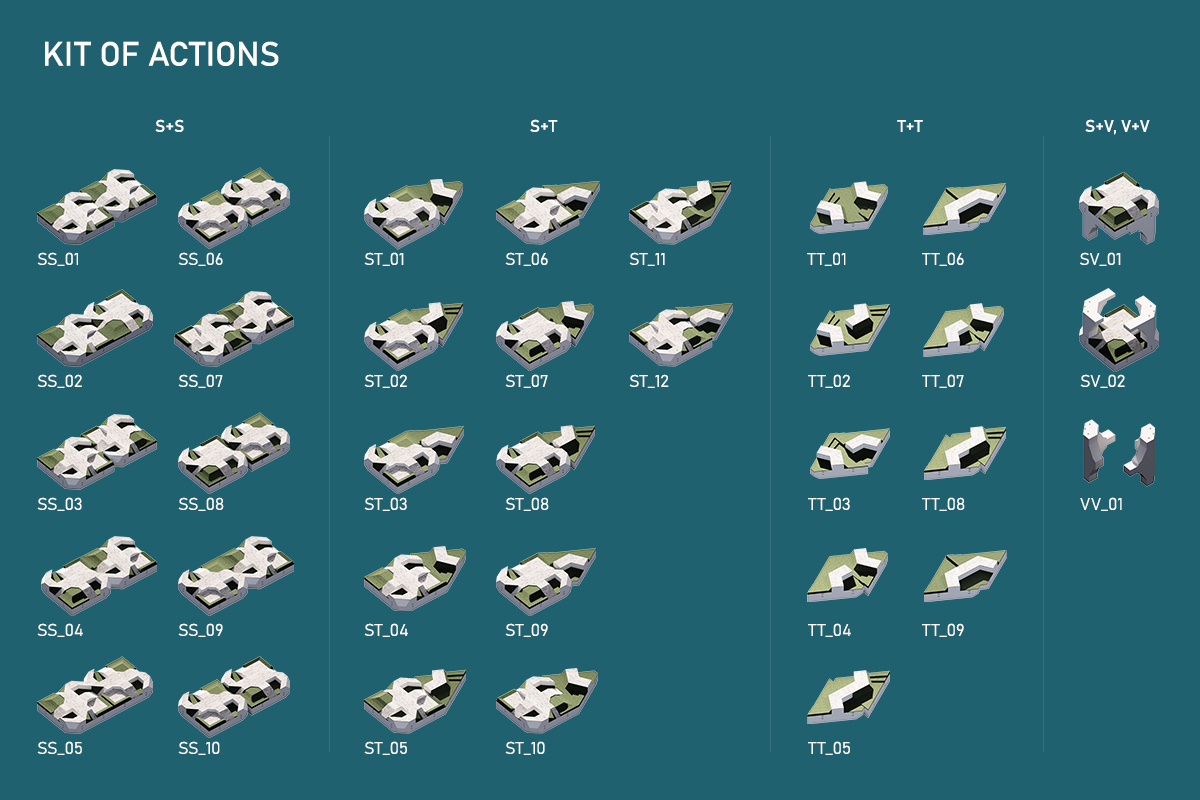 KIT OF ACTIONS
S+S
S+T
T+T
S+V, V+V
SS_01
SS_06
ST_01
ST_06
ST_11
TT_01
TT_06
SV_01
SS_02
SS_07
ST_02
ST_07
ST_12
TT_02
TT_07
SV_02
SS_03
SS_08
ST_03
ST_08
TT_03
TT_08
VV_01
SS_04
SS_09
ST_04
ST_09
TT_04
TT_09
SS_05
SS_10
ST_05
ST_10
TT_05